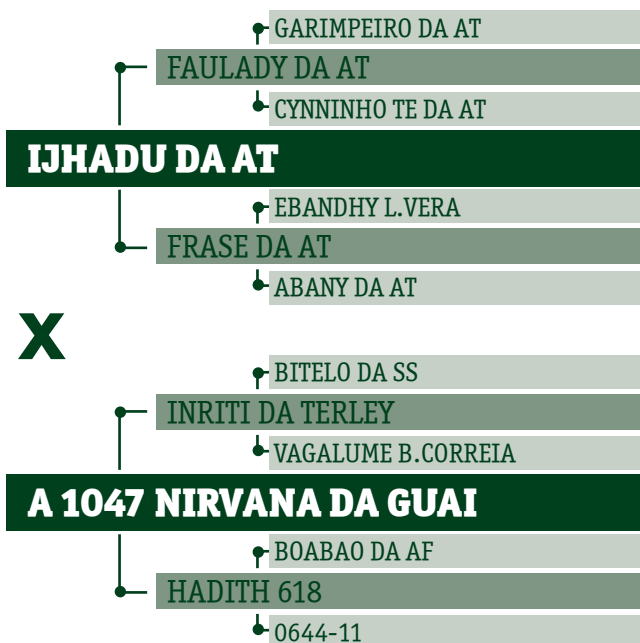 GARIMPEIRO DA AT
FAULADY DA AT
CYNNINHO TE DA AT
IJHADU DA AT
EBANDHY L.VERA
FRASE DA AT
ABANY DA AT
X
BITELO DA SS
INRITI DA TERLEY
VAGALUME B.CORREIA
A 1047 NIRVANA DA GUAI
BOABAO DA AF
HADITH 618
0644-11